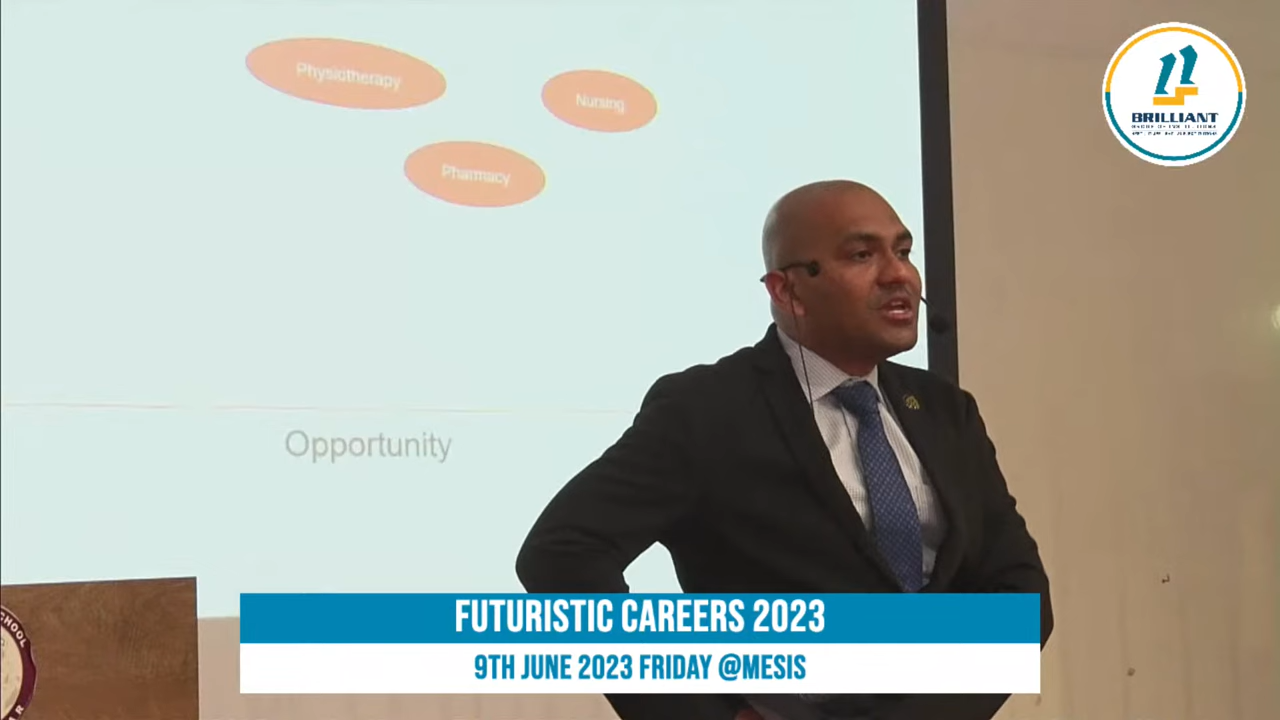 Physiotherapy
Nursing
Pharmacy
Opportunity
BRILLIANT
FUTURISTIC CAREERS 2023
9TH JUNE 2023 FRIDAY @MESIS